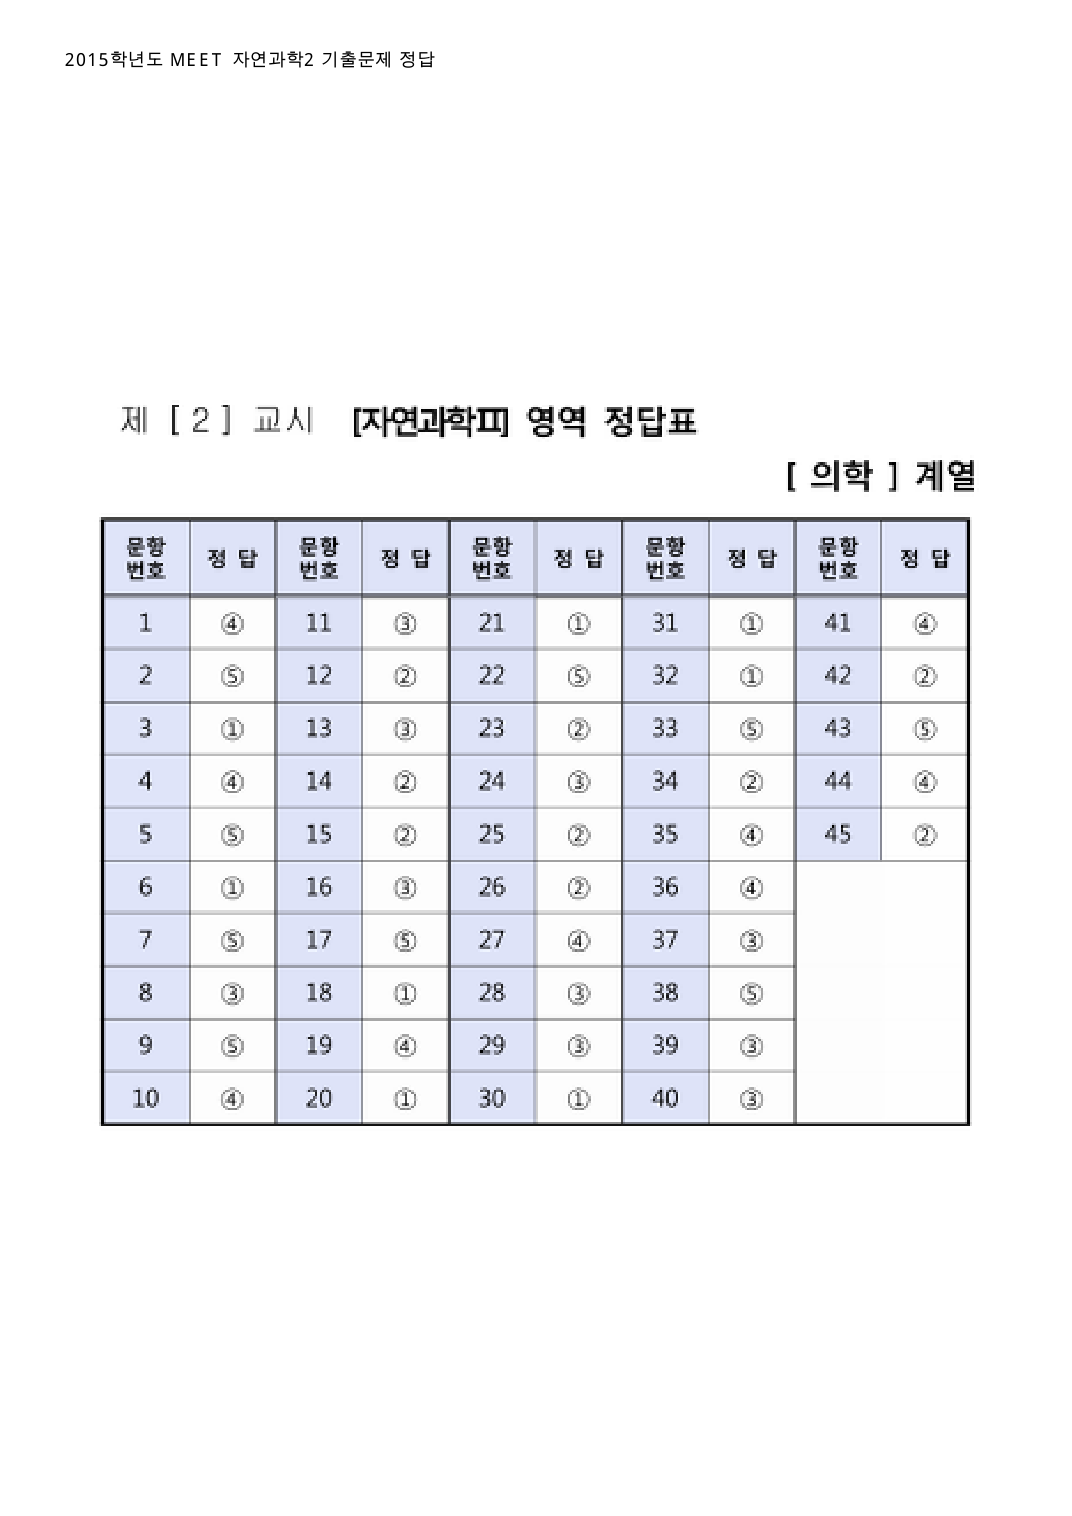 2015학년도 MEET 자연과학2 기출문제 정답
제 [ 2 ] 교시 [자연과학Ⅱ] 영역 정답표
[ 의학 ] 계열
문항 번호 정 답 문항 번호 정 답 문항 번호 정 답 문항 번호 정 답 문항 번호 정 답
1 ④ 11 ③ 21 ① 31 ① 41 ④
2 ⑤ 12 ② 22 ⑤ 32 ① 42 ②
3 ① 13 ③ 23 ② 33 ⑤ 43 ⑤
4 ④ 14 ② 24 ③ 34 ② 44 ④
5 ⑤ 15 ② 25 ② 35 ④ 45 ②
6 ① 16 ③ 26 ② 36 ④
7 ⑤ 17 ⑤ 27 ④ 37 ③
8 ③ 18 ① 28 ③ 38 ⑤
9 ⑤ 19 ④ 29 ③ 39 ③
10 ④ 20 ① 30 ① 40 ③